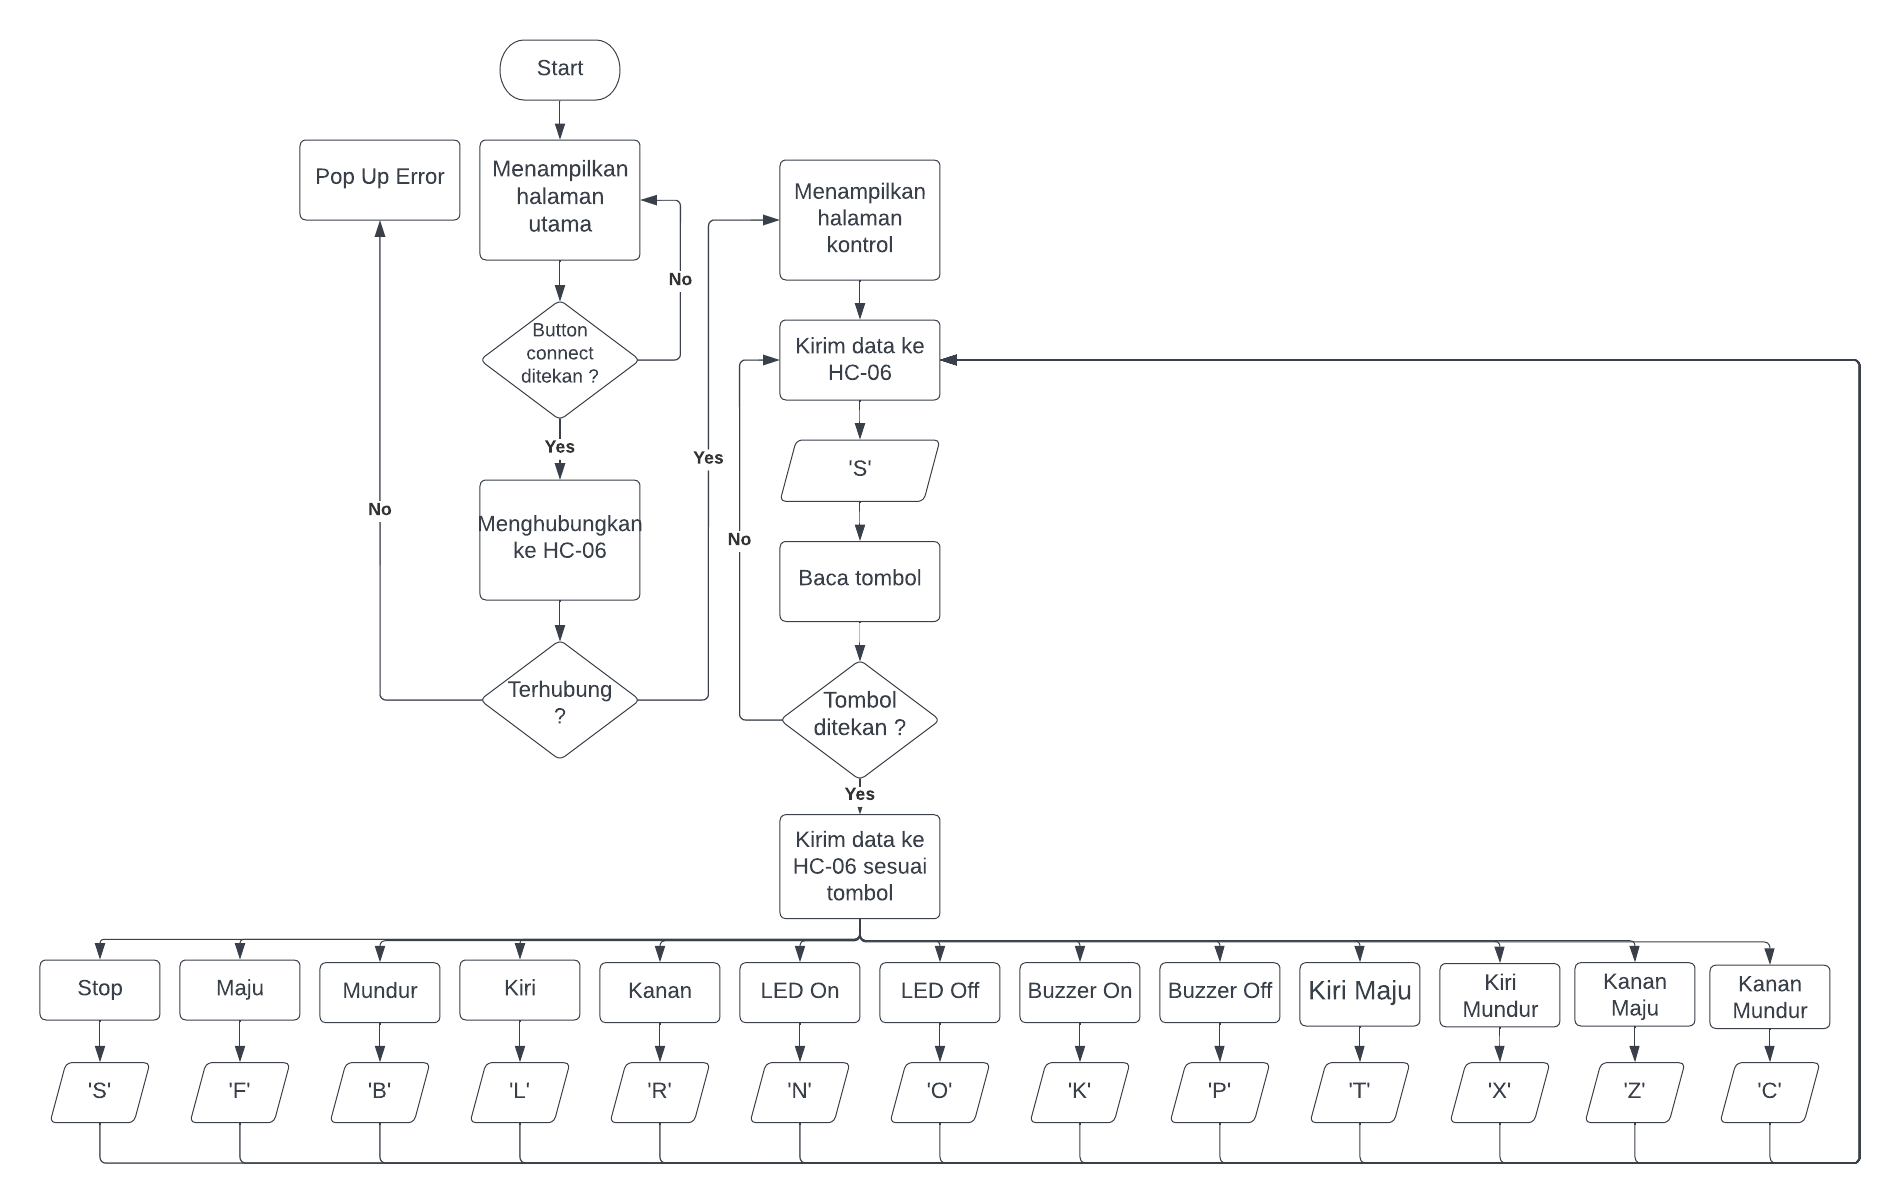 Start
Pop Up Error
Menampilkan
halaman
utama
No
Button
connect
ditekan ?
Yes
Menghubungkan
ke HC-06
No
Terhubung
?
Yes
Menampilkan
halaman
kontrol
Kirim data ke
HC-06
'S'
Baca tombol
No
Tombol
ditekan ?
Yes
Kirim data ke
HC-06 sesuai
tombol
Stop
Maju
Mundur
Kiri
Kanan
LED On
LED Off
Buzzer On
Buzzer Off
Kiri Maju
Kiri
Mundur
Kanan
Maju
Kanan
Mundur
'S'
'F'
'B'
'L'
'R'
'N'
'O'
'K'
'P'
'T'
'X'
'Z'
'C'